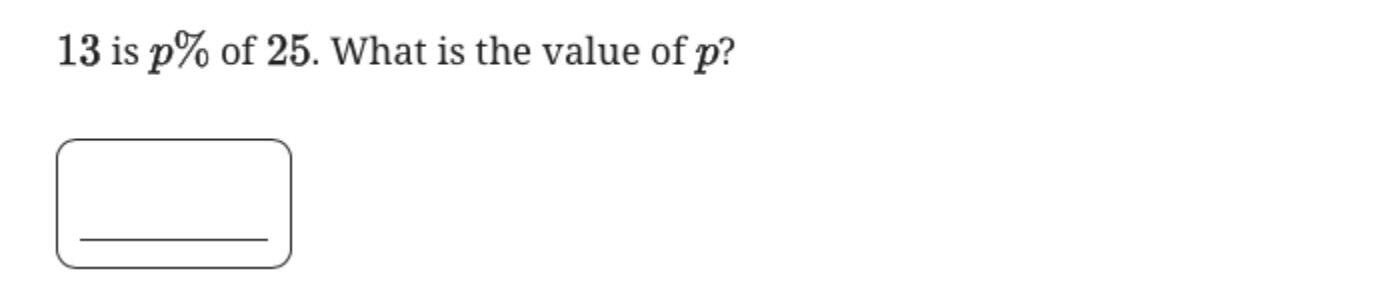 13 is p% of 25. What is the value of p?